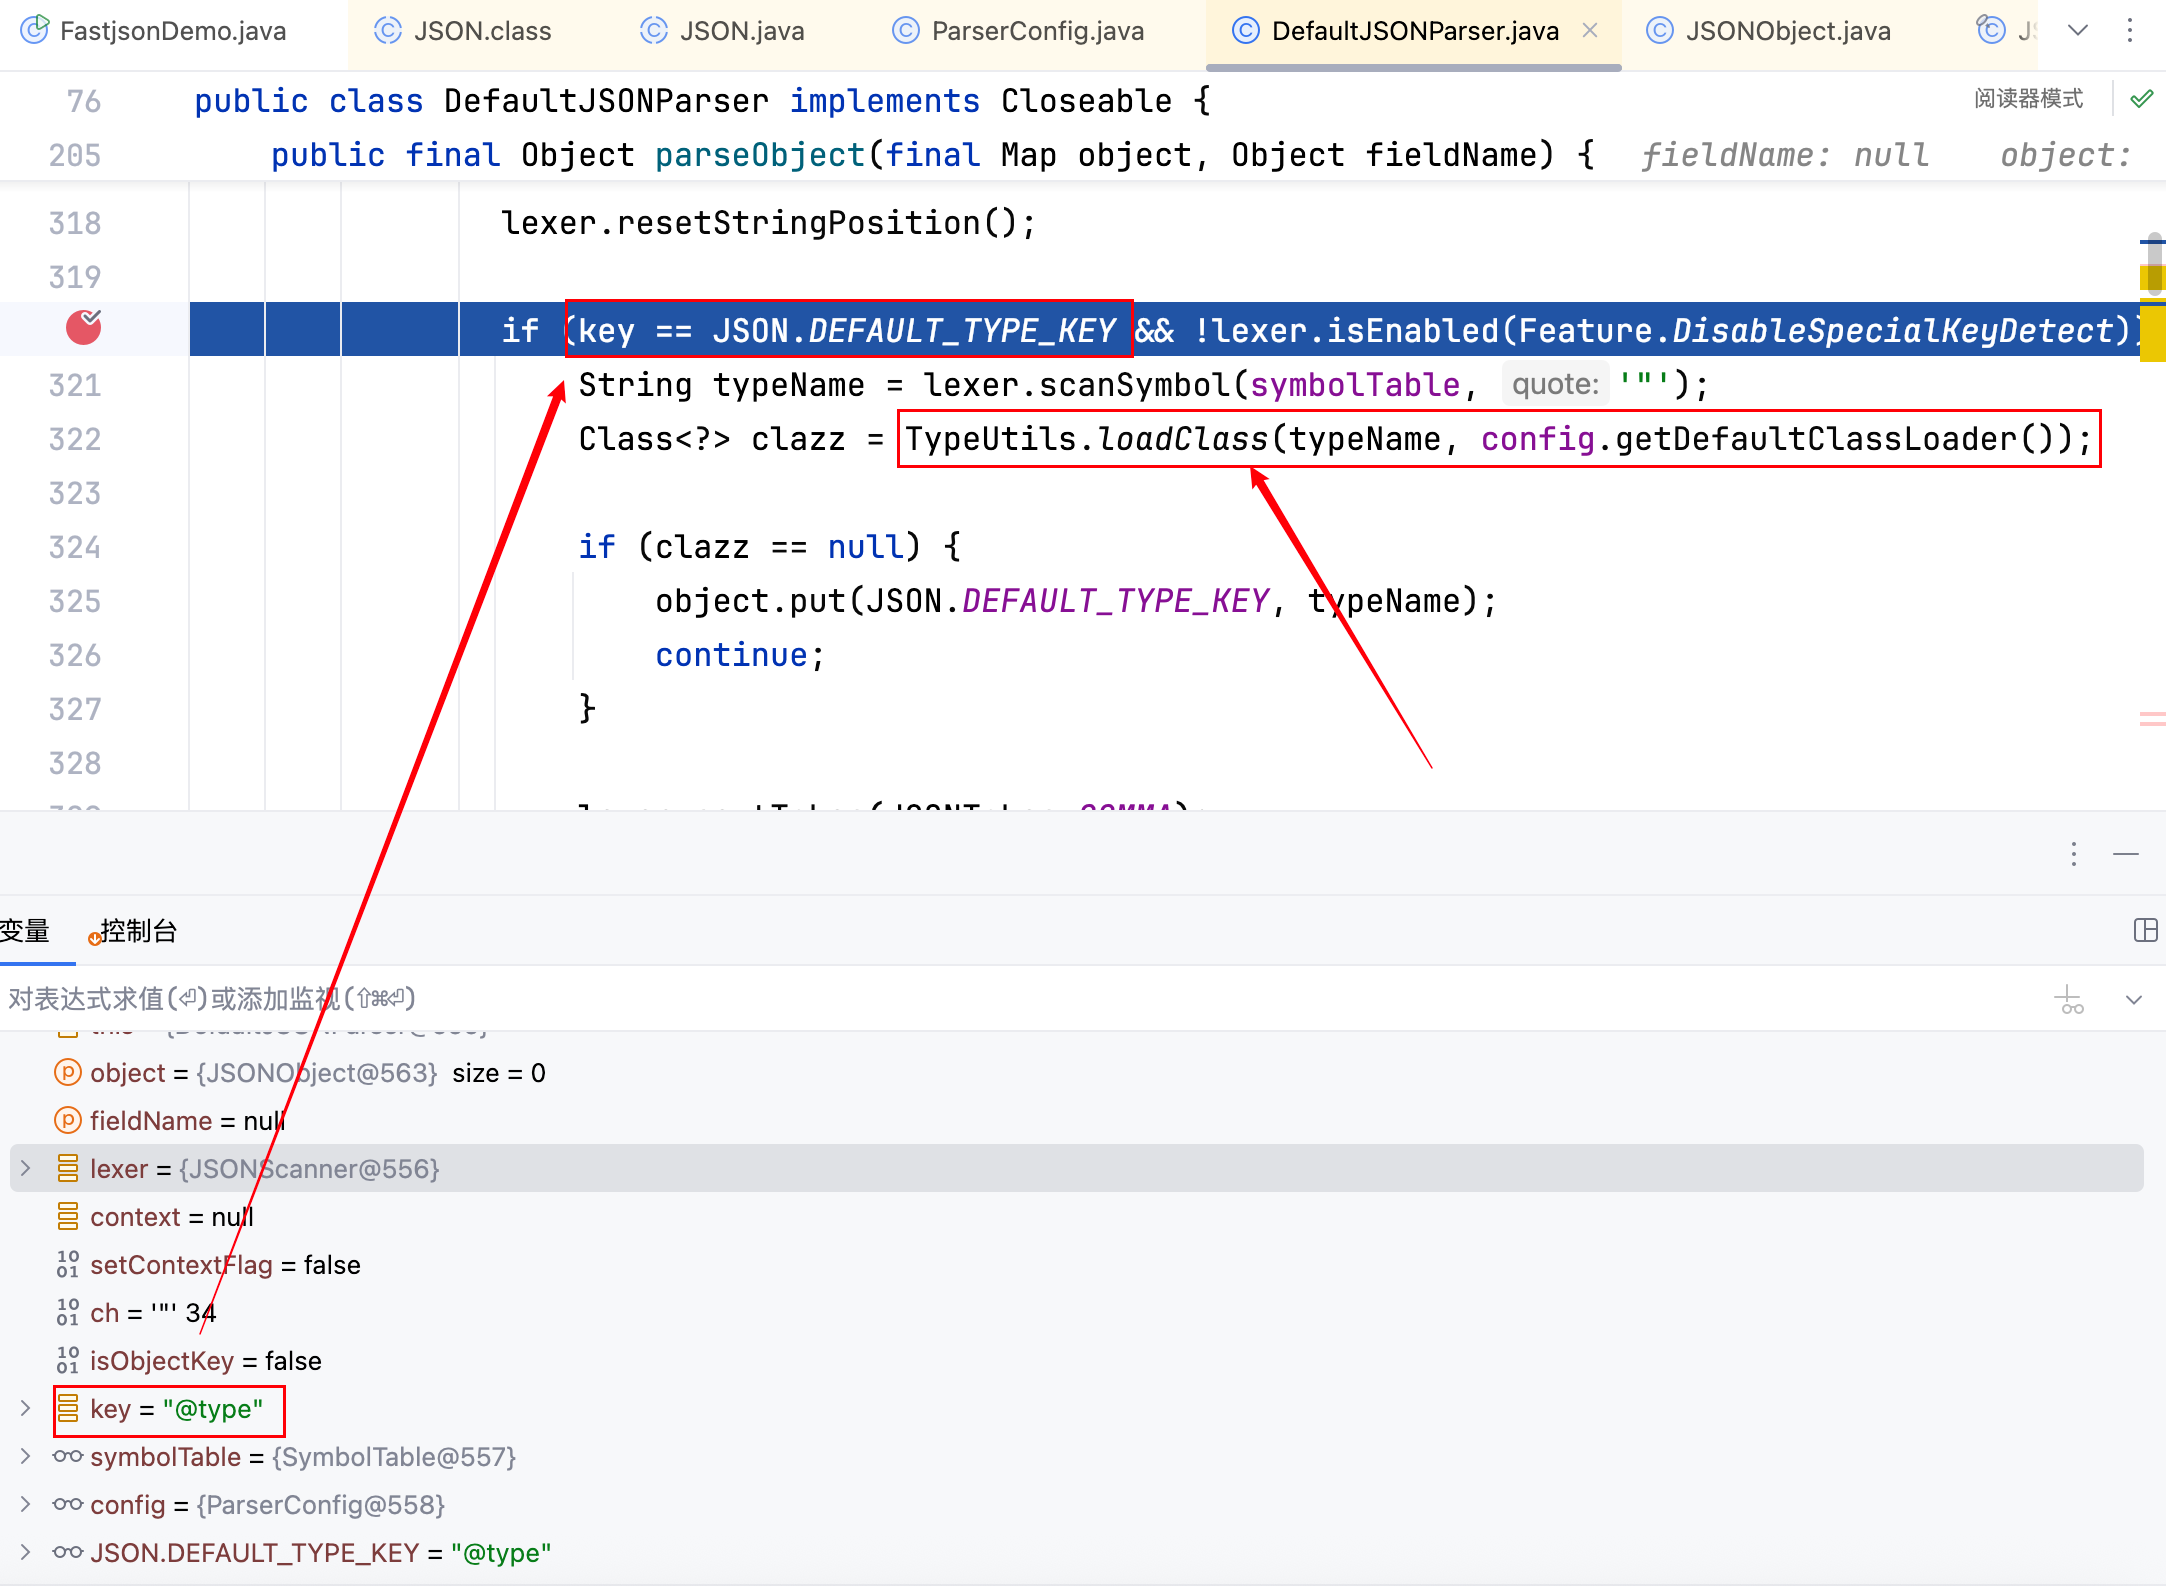 FastjsonDemo.java JSON.class JSON.java ParserConfig.java DefaultJSONParser.java JSONObject.java
76 public class DefaultJSONParser implements Closeable { 阅读器模式
205 public final Object parseObject(final Map object, Object fieldName) { fieldName: null object:
318 lexer.resetStringPosition();
319
if (key == JSON.DEFAULT_TYPE_KEY && !lexer.isEnabled(Feature.DisableSpecialKeyDetect))
321 String typeName = lexer.scanSymbol(symbolTable, quote: '"');
322 Class<?> clazz = TypeUtils.loadClass(typeName, config.getDefaultClassLoader());
323
324 if (clazz == null) {
325 object.put(JSON.DEFAULT_TYPE_KEY, typeName);
326 continue;
327 }
328
变量 控制台
对表达式求值(⏎)或添加监视(⇧⌘⏎)
object = {JSONObject@563} size = 0
fieldName = null
lexer = {JSONScanner@556}
context = null
setContextFlag = false
ch = '"' 34
isObjectKey = false
key = "@type"
symbolTable = {SymbolTable@557}
config = {ParserConfig@558}
JSON.DEFAULT_TYPE_KEY = "@type"